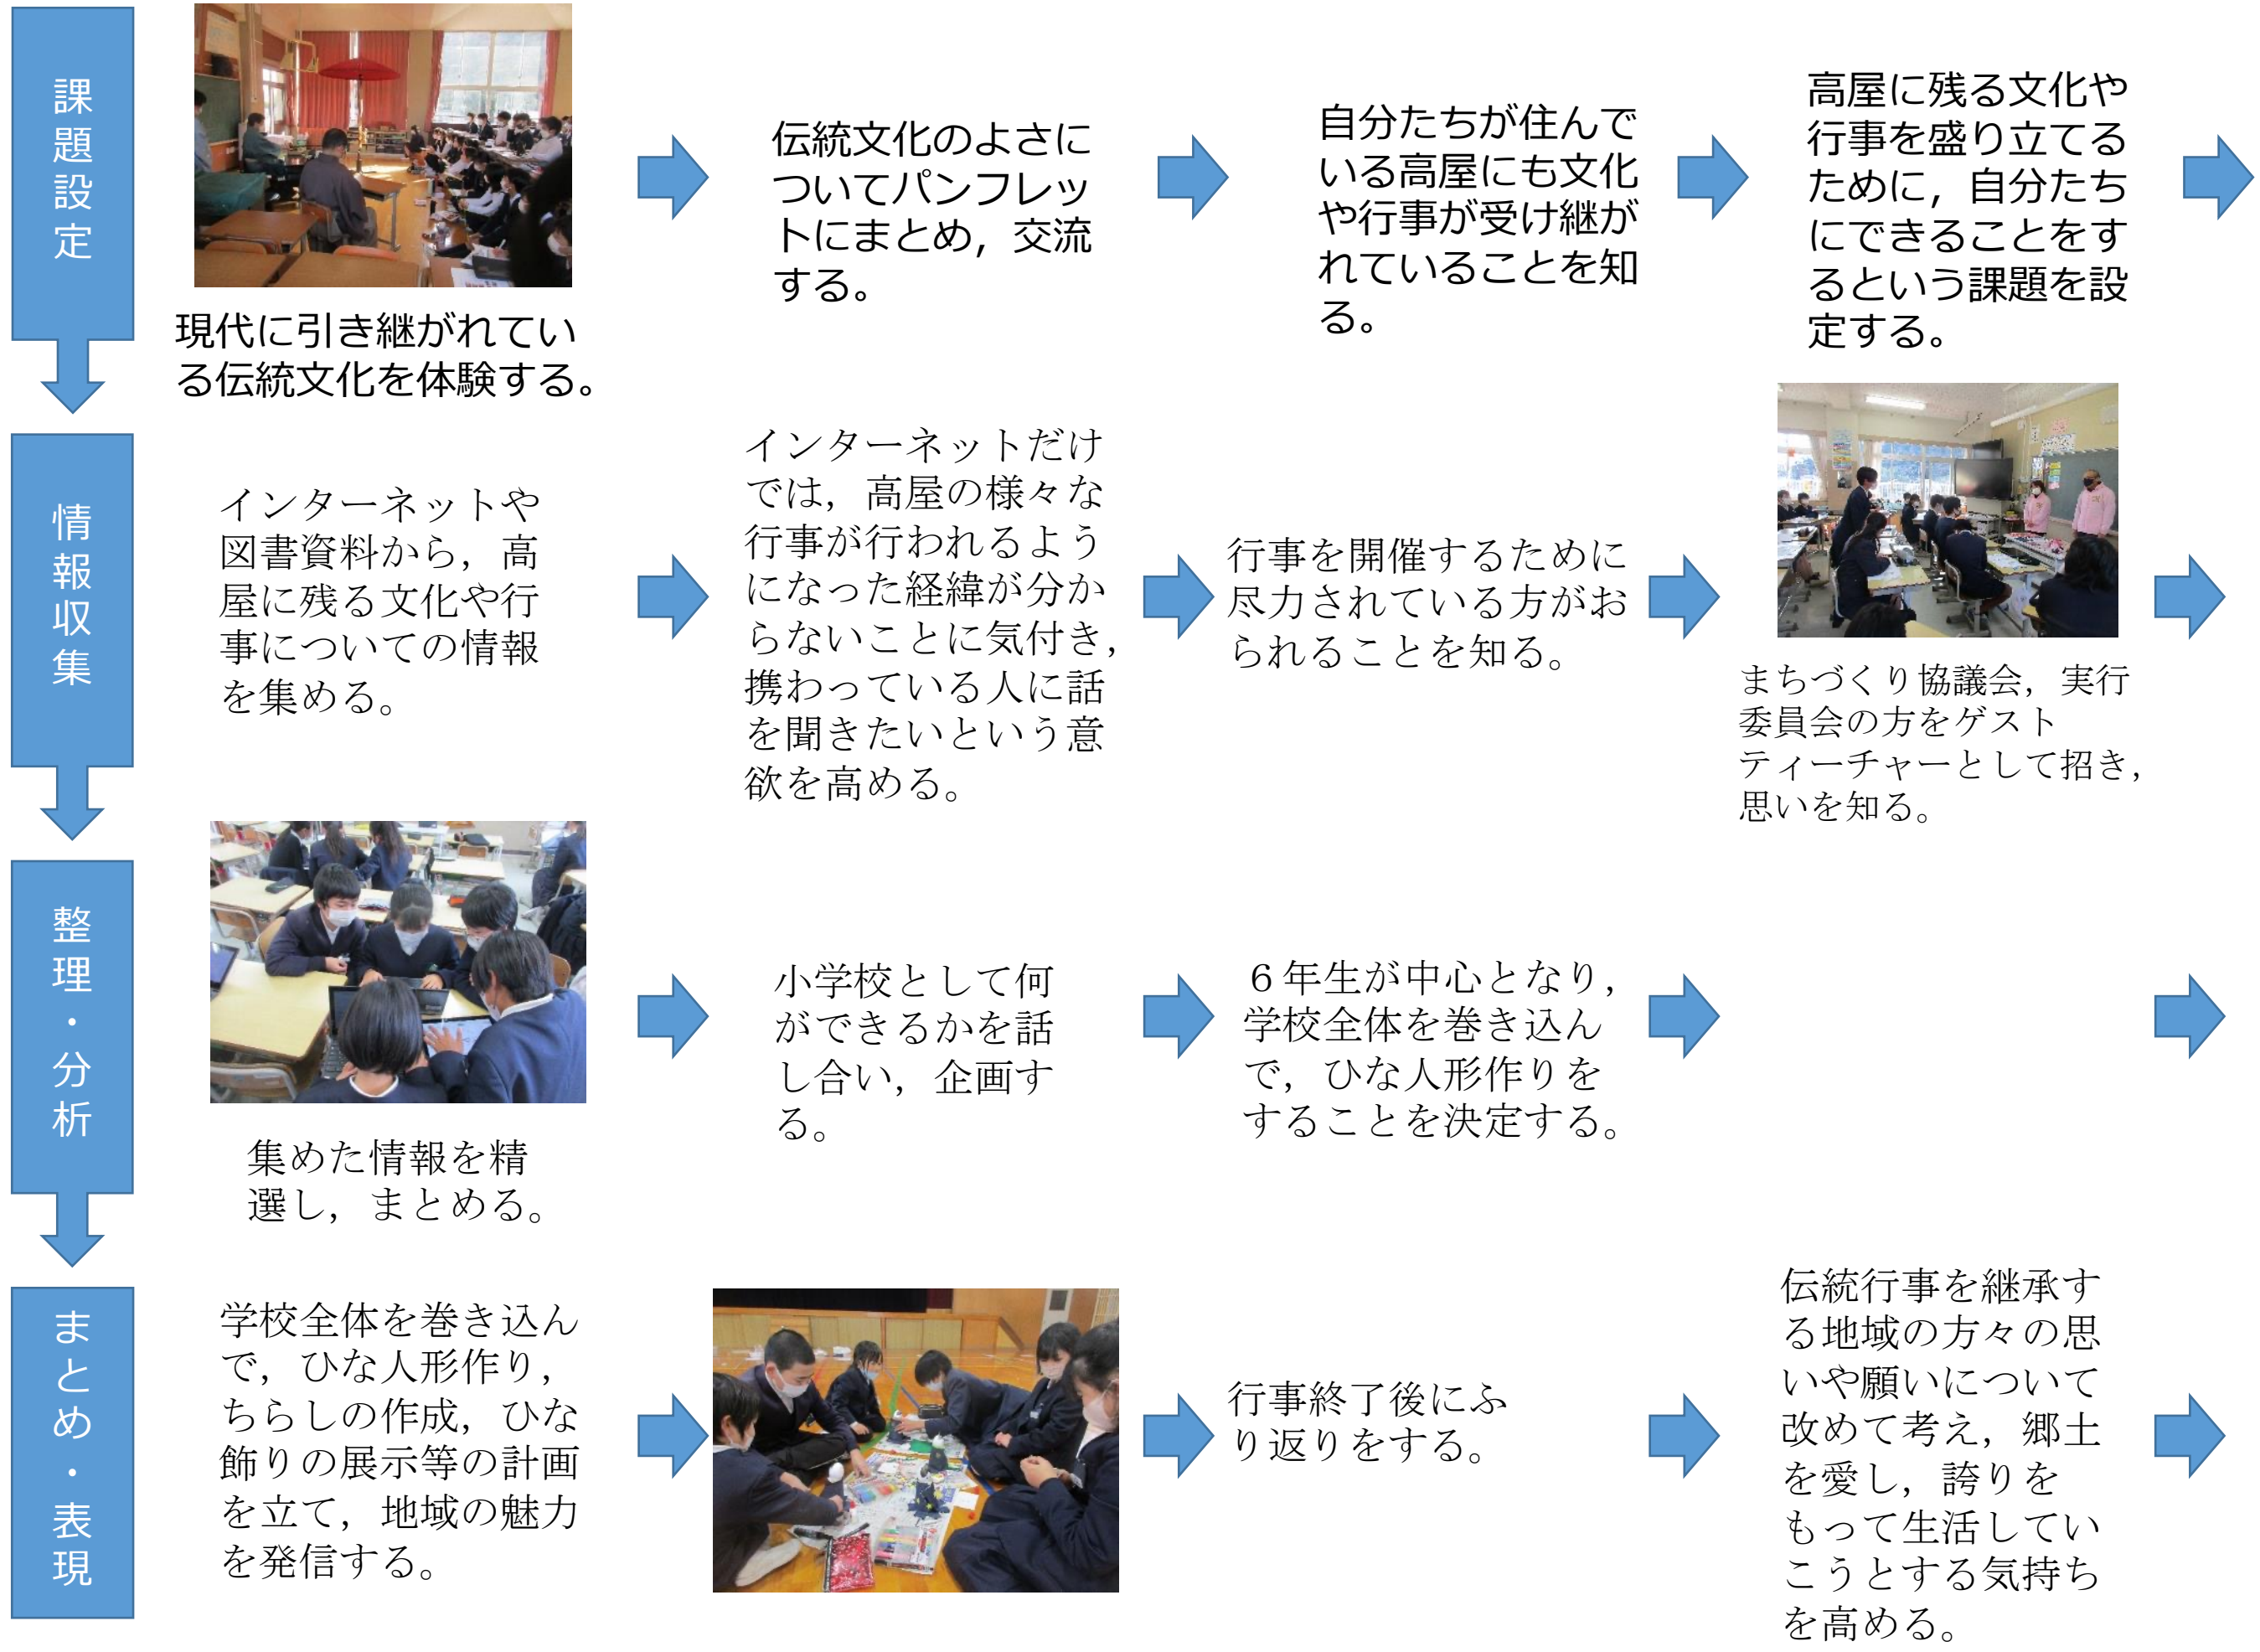 課題設定
現代に引き継がれてい
る伝統文化を体験する。
伝統文化のよさに
ついてパンフレッ
トにまとめ，交流
する。
自分たちが住んで
いる高屋にも文化
や行事が受け継が
れていることを知
る。
高屋に残る文化や
行事を盛り立てる
ために，自分たち
にできることをす
るという課題を設
定する。
情報収集
インターネットや
図書資料から，高
屋に残る文化や行
事についての情報
を集める。
インターネットだけ
では，高屋の様々な
行事が行われるよう
になった経緯が分か
らないことに気付き，
携わっている人に話
を聞きたいという意
欲を高める。
行事を開催するために
尽力されている方がお
られることを知る。
まちづくり協議会，実行
委員会の方をゲスト
ティーチャーとして招き，
思いを知る。
整理・分析
集めた情報を精
選し，まとめる。
小学校として何
ができるかを話
し合い，企画す
る。
６年生が中心となり，
学校全体を巻き込ん
で，ひな人形作りを
することを決定する。
まとめ・表現
学校全体を巻き込ん
で，ひな人形作り，
ちらしの作成，ひな
飾りの展示等の計画
を立て，地域の魅力
を発信する。
行事終了後にふ
り返りをする。
伝統行事を継承す
る地域の方々の思
いや願いについて
改めて考え，郷土
を愛し，誇りを
もって生活してい
こうとする気持ち
を高める。